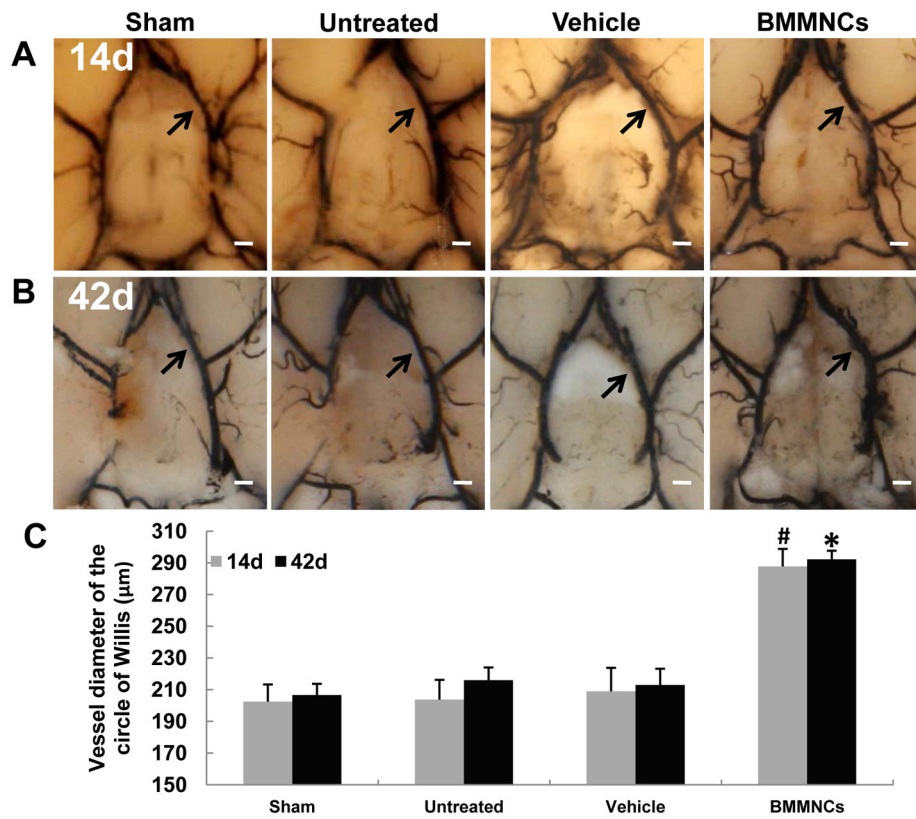 Sham Untreated Vehicle BMMNCs
A 14d
B 42d
C
Vessel diameter of the
circle of Willis (μm)
310
290
270
250
230
210
190
170
150
14d 42d
# *
Sham Untreated Vehicle BMMNCs